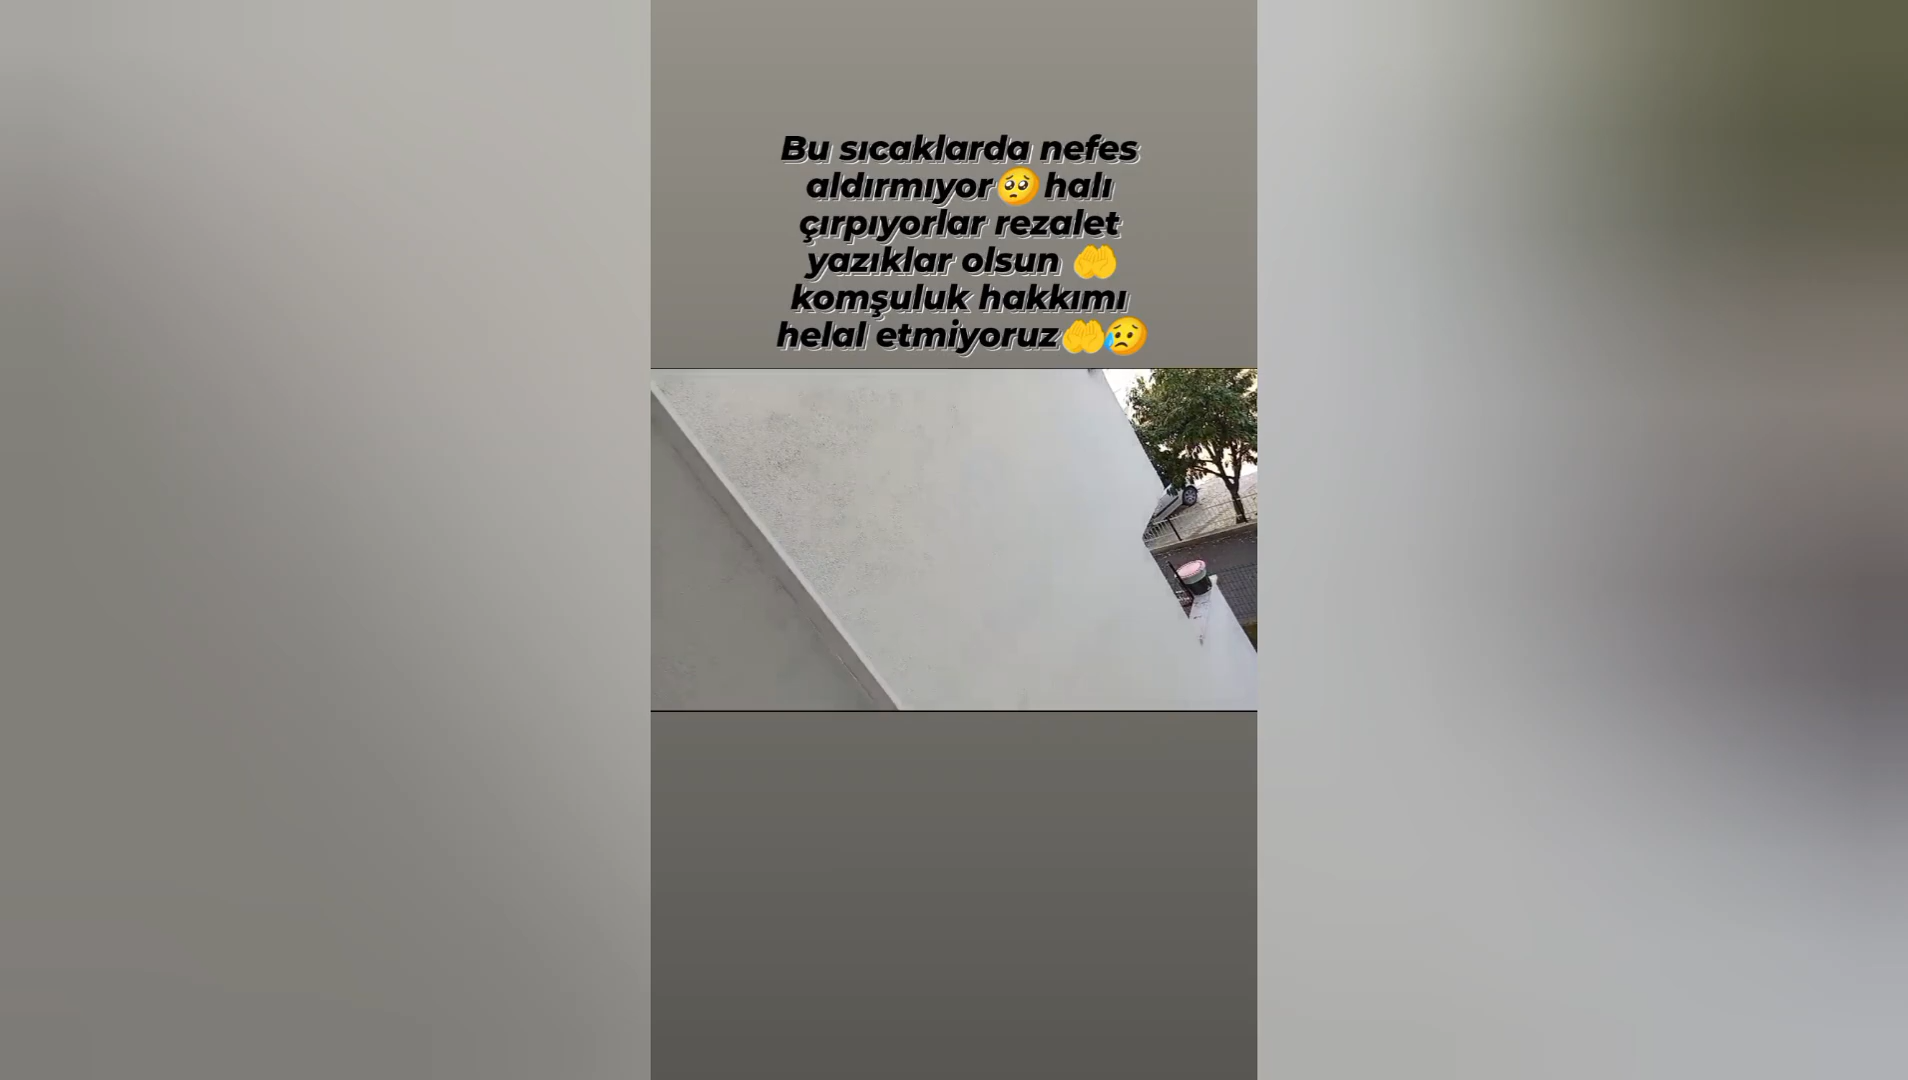 Bu sıcaklarda nefes
aldırmıyor🥺halı
çırpıyorlar rezalet
yazıklar olsun 🤲
komşuluk hakkımı
helal etmiyoruz🤲😥